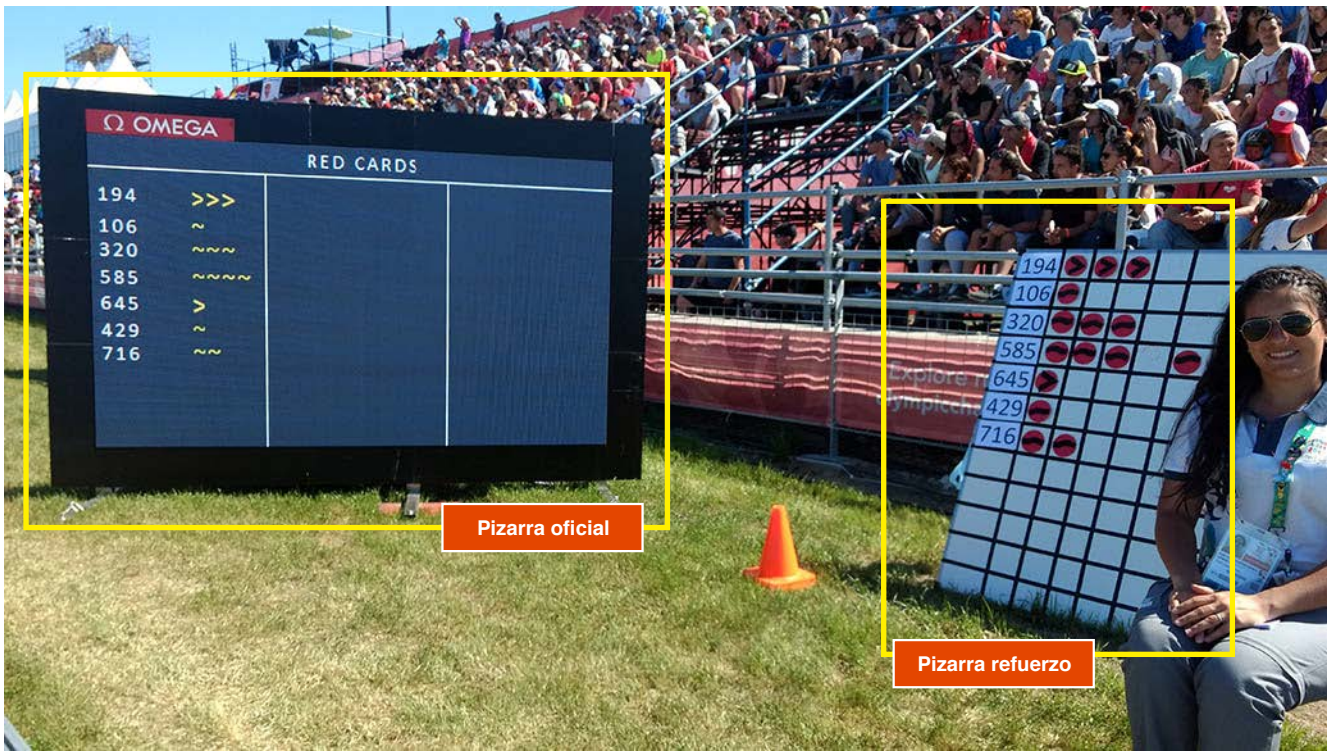 Ω OMEGA
RED CARDS
194 >>>
106 ~
320 ~~~
585 ~~~~
645 >
429 ~
716 ~~
Pizarra oficial
194 > > >
106 ~
320 ~ ~ ~
585 ~ ~ ~ ~
645 >
429 ~
716 ~ ~
Explore
Pizarra refuerzo